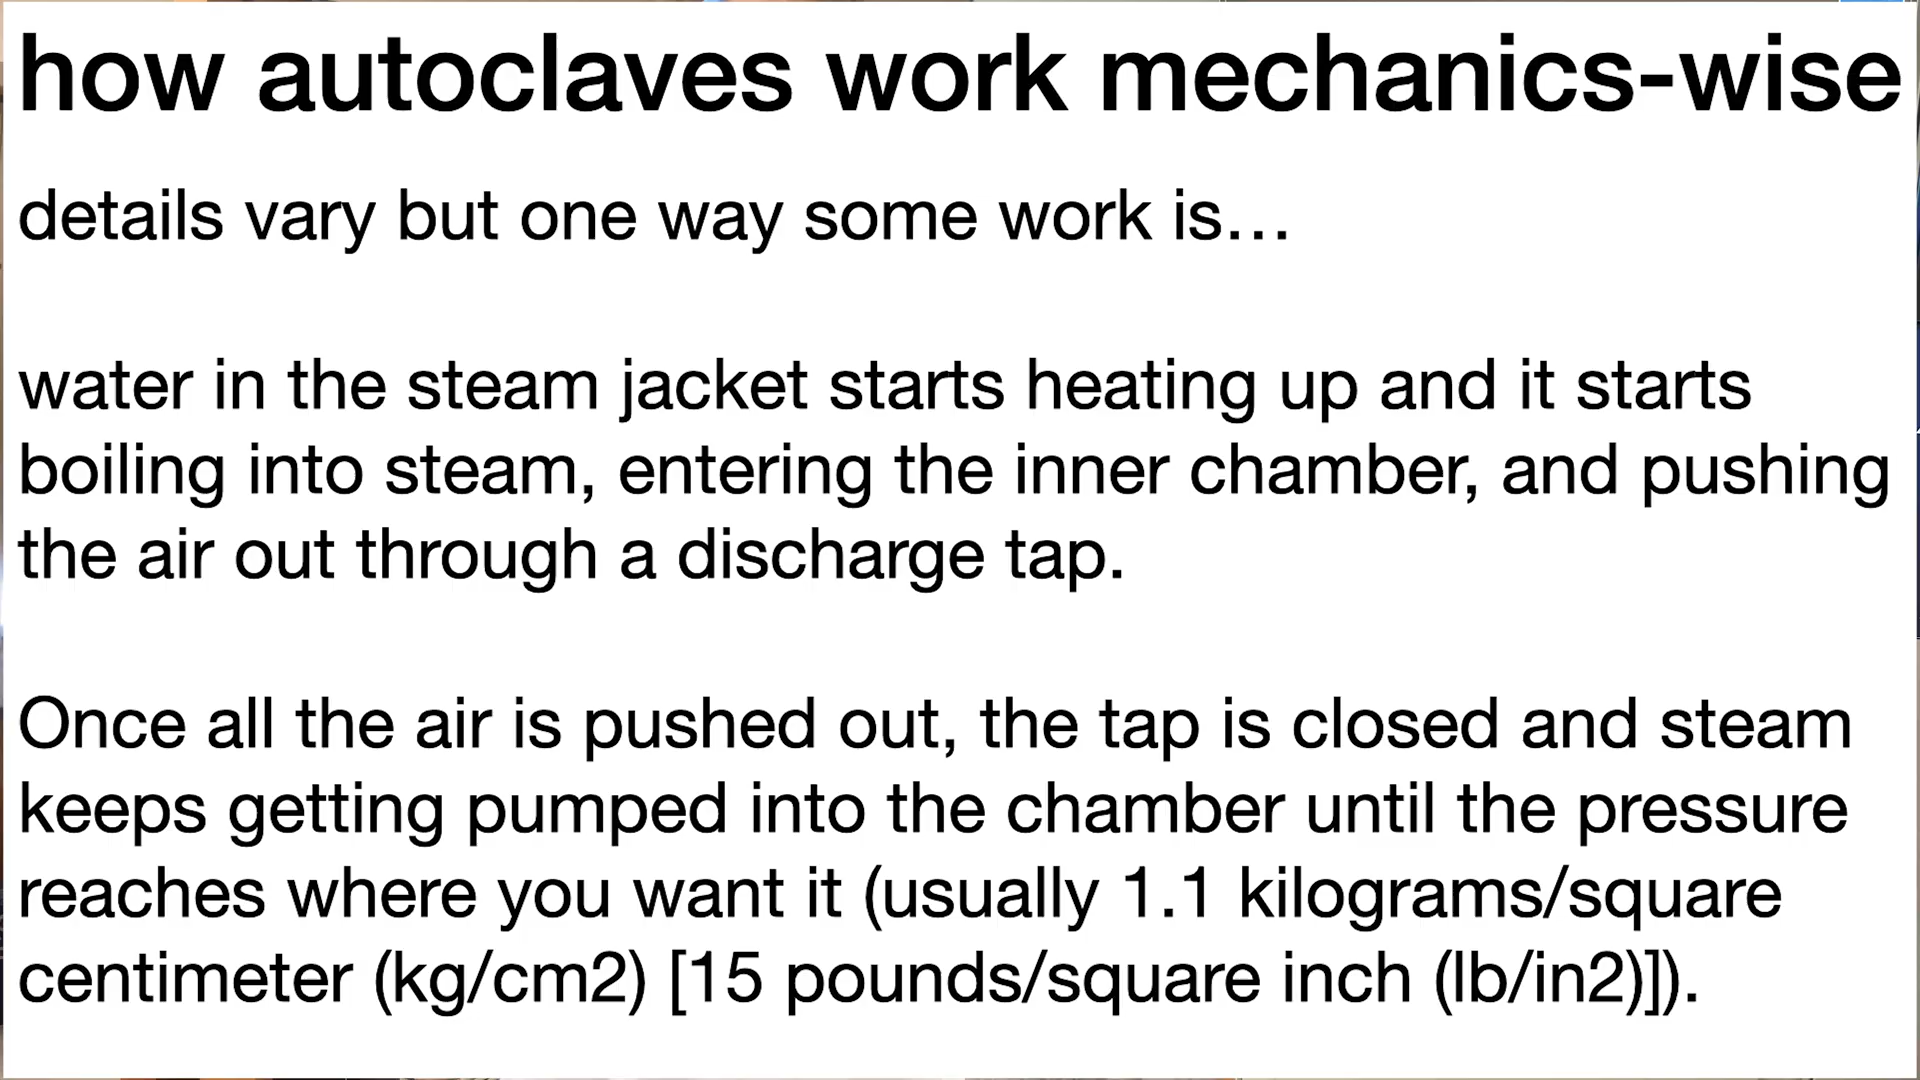 how autoclaves work mechanics-wise
details vary but one way some work is…
water in the steam jacket starts heating up and it starts
boiling into steam, entering the inner chamber, and pushing
the air out through a discharge tap.
Once all the air is pushed out, the tap is closed and steam
keeps getting pumped into the chamber until the pressure
reaches where you want it (usually 1.1 kilograms/square
centimeter (kg/cm2) [15 pounds/square inch (lb/in2)]).